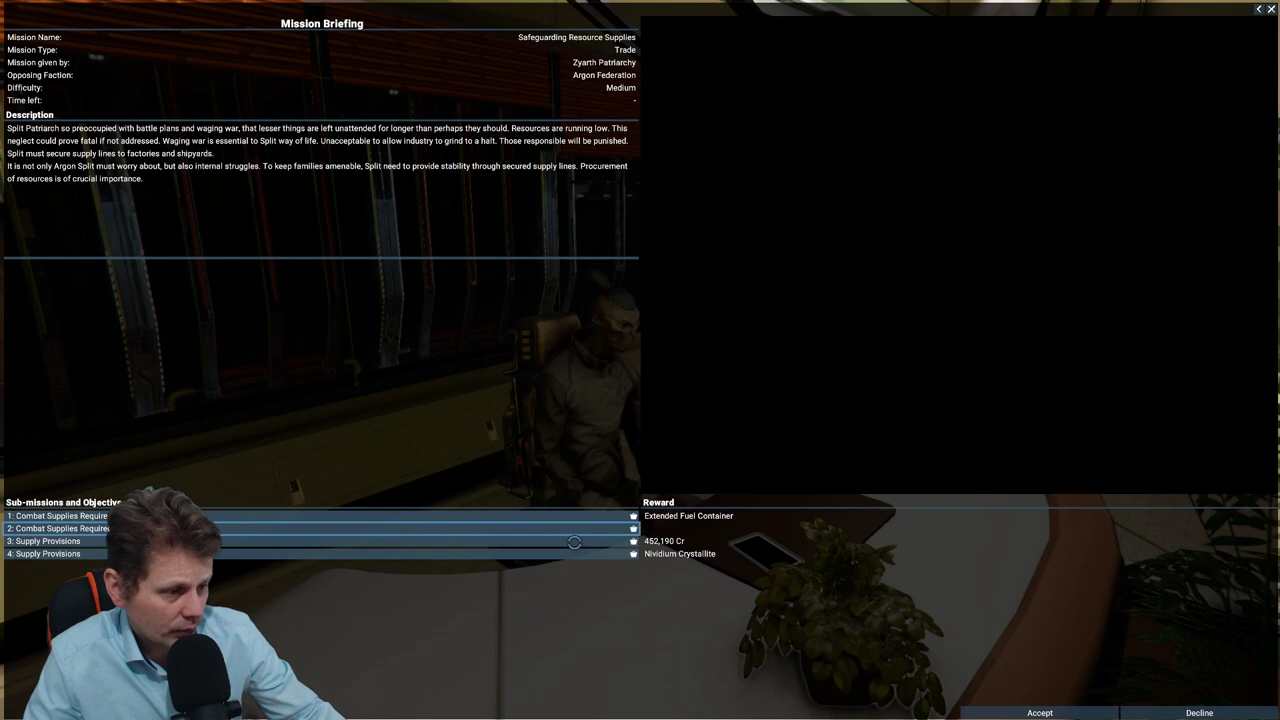 Mission Briefing
Mission Name: Safeguarding Resource Supplies
Mission Type: Trade
Mission given by: Zyarth Patriarchy
Opposing Faction: Argon Federation
Difficulty: Medium
Time left: -
Description
Split Patriarch so preoccupied with battle plans and waging war, that lesser things are left unattended for longer than perhaps they should. Resources are running low. This
neglect could prove fatal if not addressed. Waging war is essential to Split way of life. Unacceptable to allow industry to grind to a halt. Those responsible will be punished.
Split must secure supply lines to factories and shipyards.
It is not only Argon Split must worry about, but also internal struggles. To keep families amenable, Split need to provide stability through secured supply lines. Procurement
of resources is of crucial importance.
Sub-missions and Objective
1: Combat Supplies Require
2: Combat Supplies Required
3: Supply Provisions
4: Supply Provisions
Reward
Extended Fuel Container
452,190 Cr
Nividium Crystallite
Accept
Decline